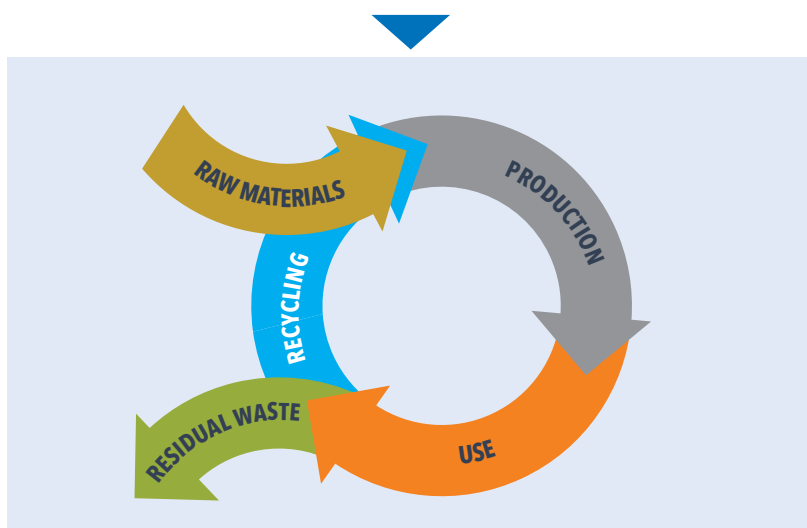 RAW MATERIALS
PRODUCTION
RECYCLING
RESIDUAL WASTE
USE